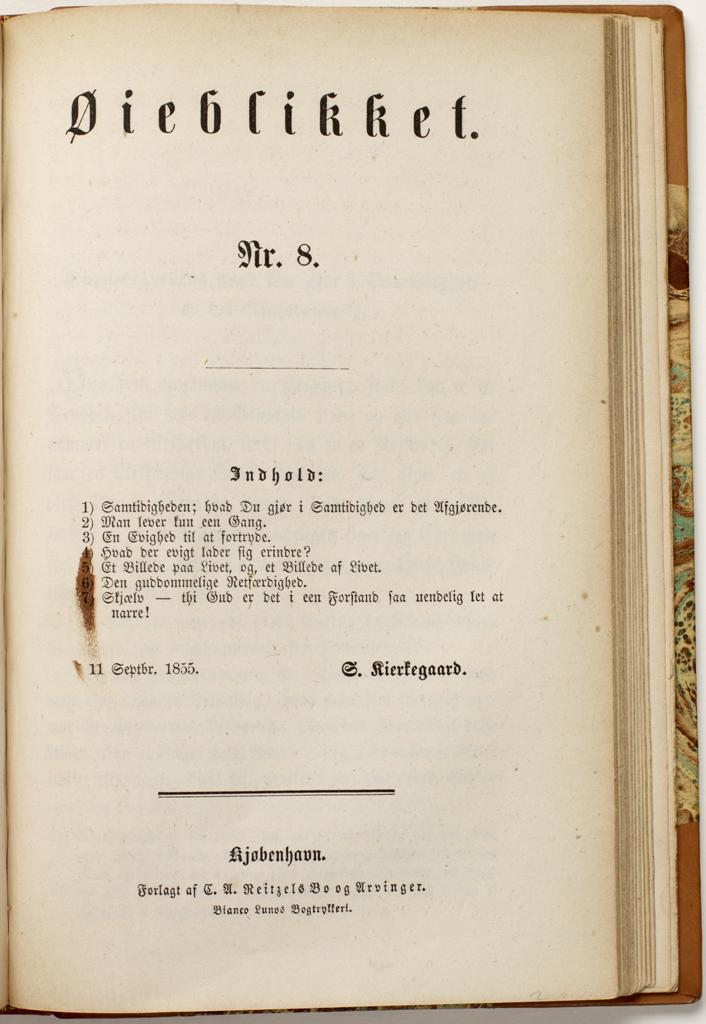 Øieblikket.
Nr. 8.
Indhold:
1) Samtidigheden; hvad Du gjør i Samtidighed er det Afgjørende.
2) Man lever kun een Gang.
3) En Evighed til at fortryde.
4) Hvad der evigt lader sig erindre?
5) Et Billede paa Livet, og, et Billede af Livet.
6) Den guddommelige Retfærdighed.
7) Skjælv — thi Gud er det i een Forstand saa uendelig let at
narre!
11 Septbr. 1855. S. Kierkegaard.
Kjøbenhavn.
Forlagt af C. A. Reitzels Bo og Arvinger.
Bianco Lunos Bogtrykkeri.